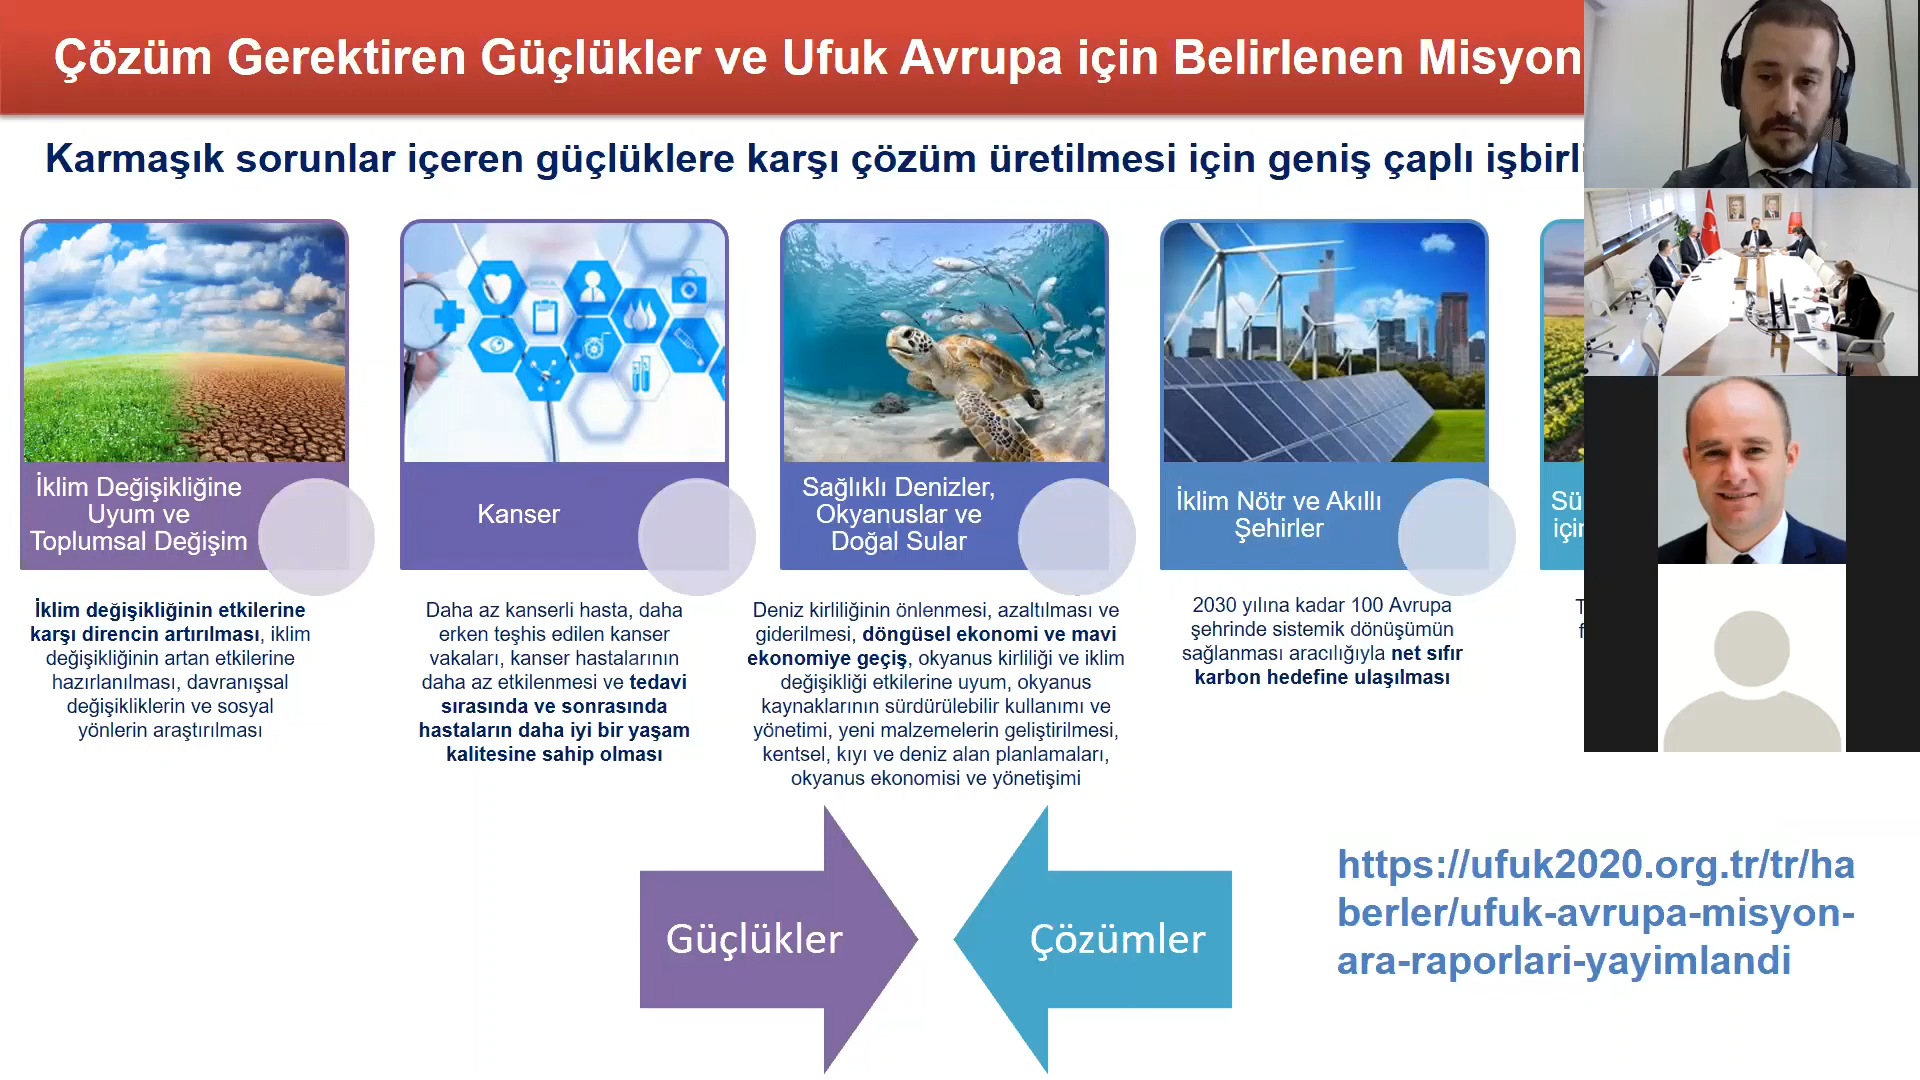 Çözüm Gerektiren Güçlükler ve Ufuk Avrupa için Belirlenen Misyon
Karmaşık sorunlar içeren güçlüklere karşı çözüm üretilmesi için geniş çaplı
İklim Değişikliğine
Uyum ve
Toplumsal Değişim
İklim değişikliğinin etkilerine
karşı direncin artırılması, iklim
değişikliğinin artan etkilerine
hazırlanılması, davranışsal
değişikliklerin ve sosyal
yönlerin araştırılması
Kanser
Daha az kanserli hasta, daha
erken teşhis edilen kanser
vakaları, kanser hastalarının
daha az etkilenmesi ve tedavi
sırasında ve sonrasında
hastaların daha iyi bir yaşam
kalitesine sahip olması
Sağlıklı Denizler,
Okyanuslar ve
Doğal Sular
Deniz kirliliğinin önlenmesi, azaltılması ve
giderilmesi, döngüsel ekonomi ve mavi
ekonomiye geçiş, okyanus kirliliği ve iklim
değişikliği etkilerine uyum, okyanus
kaynaklarının sürdürülebilir kullanımı ve
yönetimi, yeni malzemelerin geliştirilmesi,
kentsel, kıyı ve deniz alan planlamaları,
okyanus ekonomisi ve yönetişimi
İklim Nötr ve Akıllı
Şehirler
2030 yılına kadar 100 Avrupa
şehrinde sistemik dönüşümün
sağlanması aracılığıyla net sıfır
karbon hedefine ulaşılması
Güçlükler
Çözümler
https://ufuk2020.org.tr/tr/ha
berler/ufuk-avrupa-misyon-
ara-raporlari-yayimlandi